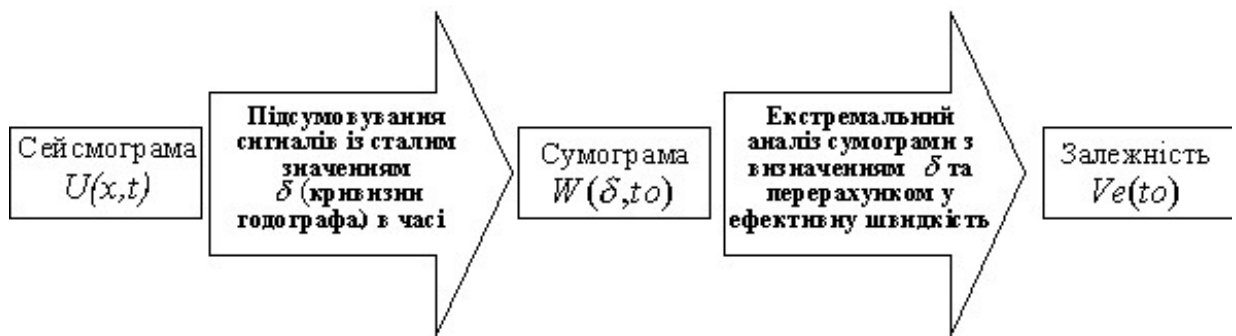 Сейсмограма
U(x,t)
Підсумовування
сигналів із сталим
значенням
δ (кривизни
годографа) в часі
Сумограма
W(δ,to)
Екстремальний
аналіз сумограми з
визначенням δ та
перерахунком у
ефективну швидкість
Залежність
Ve(to)